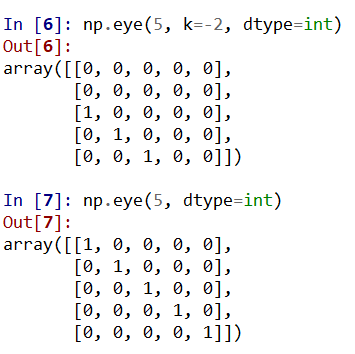 In [6]: np.eye(5, k=-2, dtype=int)
Out[6]:
array([[0, 0, 0, 0, 0],
       [0, 0, 0, 0, 0],
       [1, 0, 0, 0, 0],
       [0, 1, 0, 0, 0],
       [0, 0, 1, 0, 0]])
In [7]: np.eye(5, dtype=int)
Out[7]:
array([[1, 0, 0, 0, 0],
       [0, 1, 0, 0, 0],
       [0, 0, 1, 0, 0],
       [0, 0, 0, 1, 0],
       [0, 0, 0, 0, 1]])